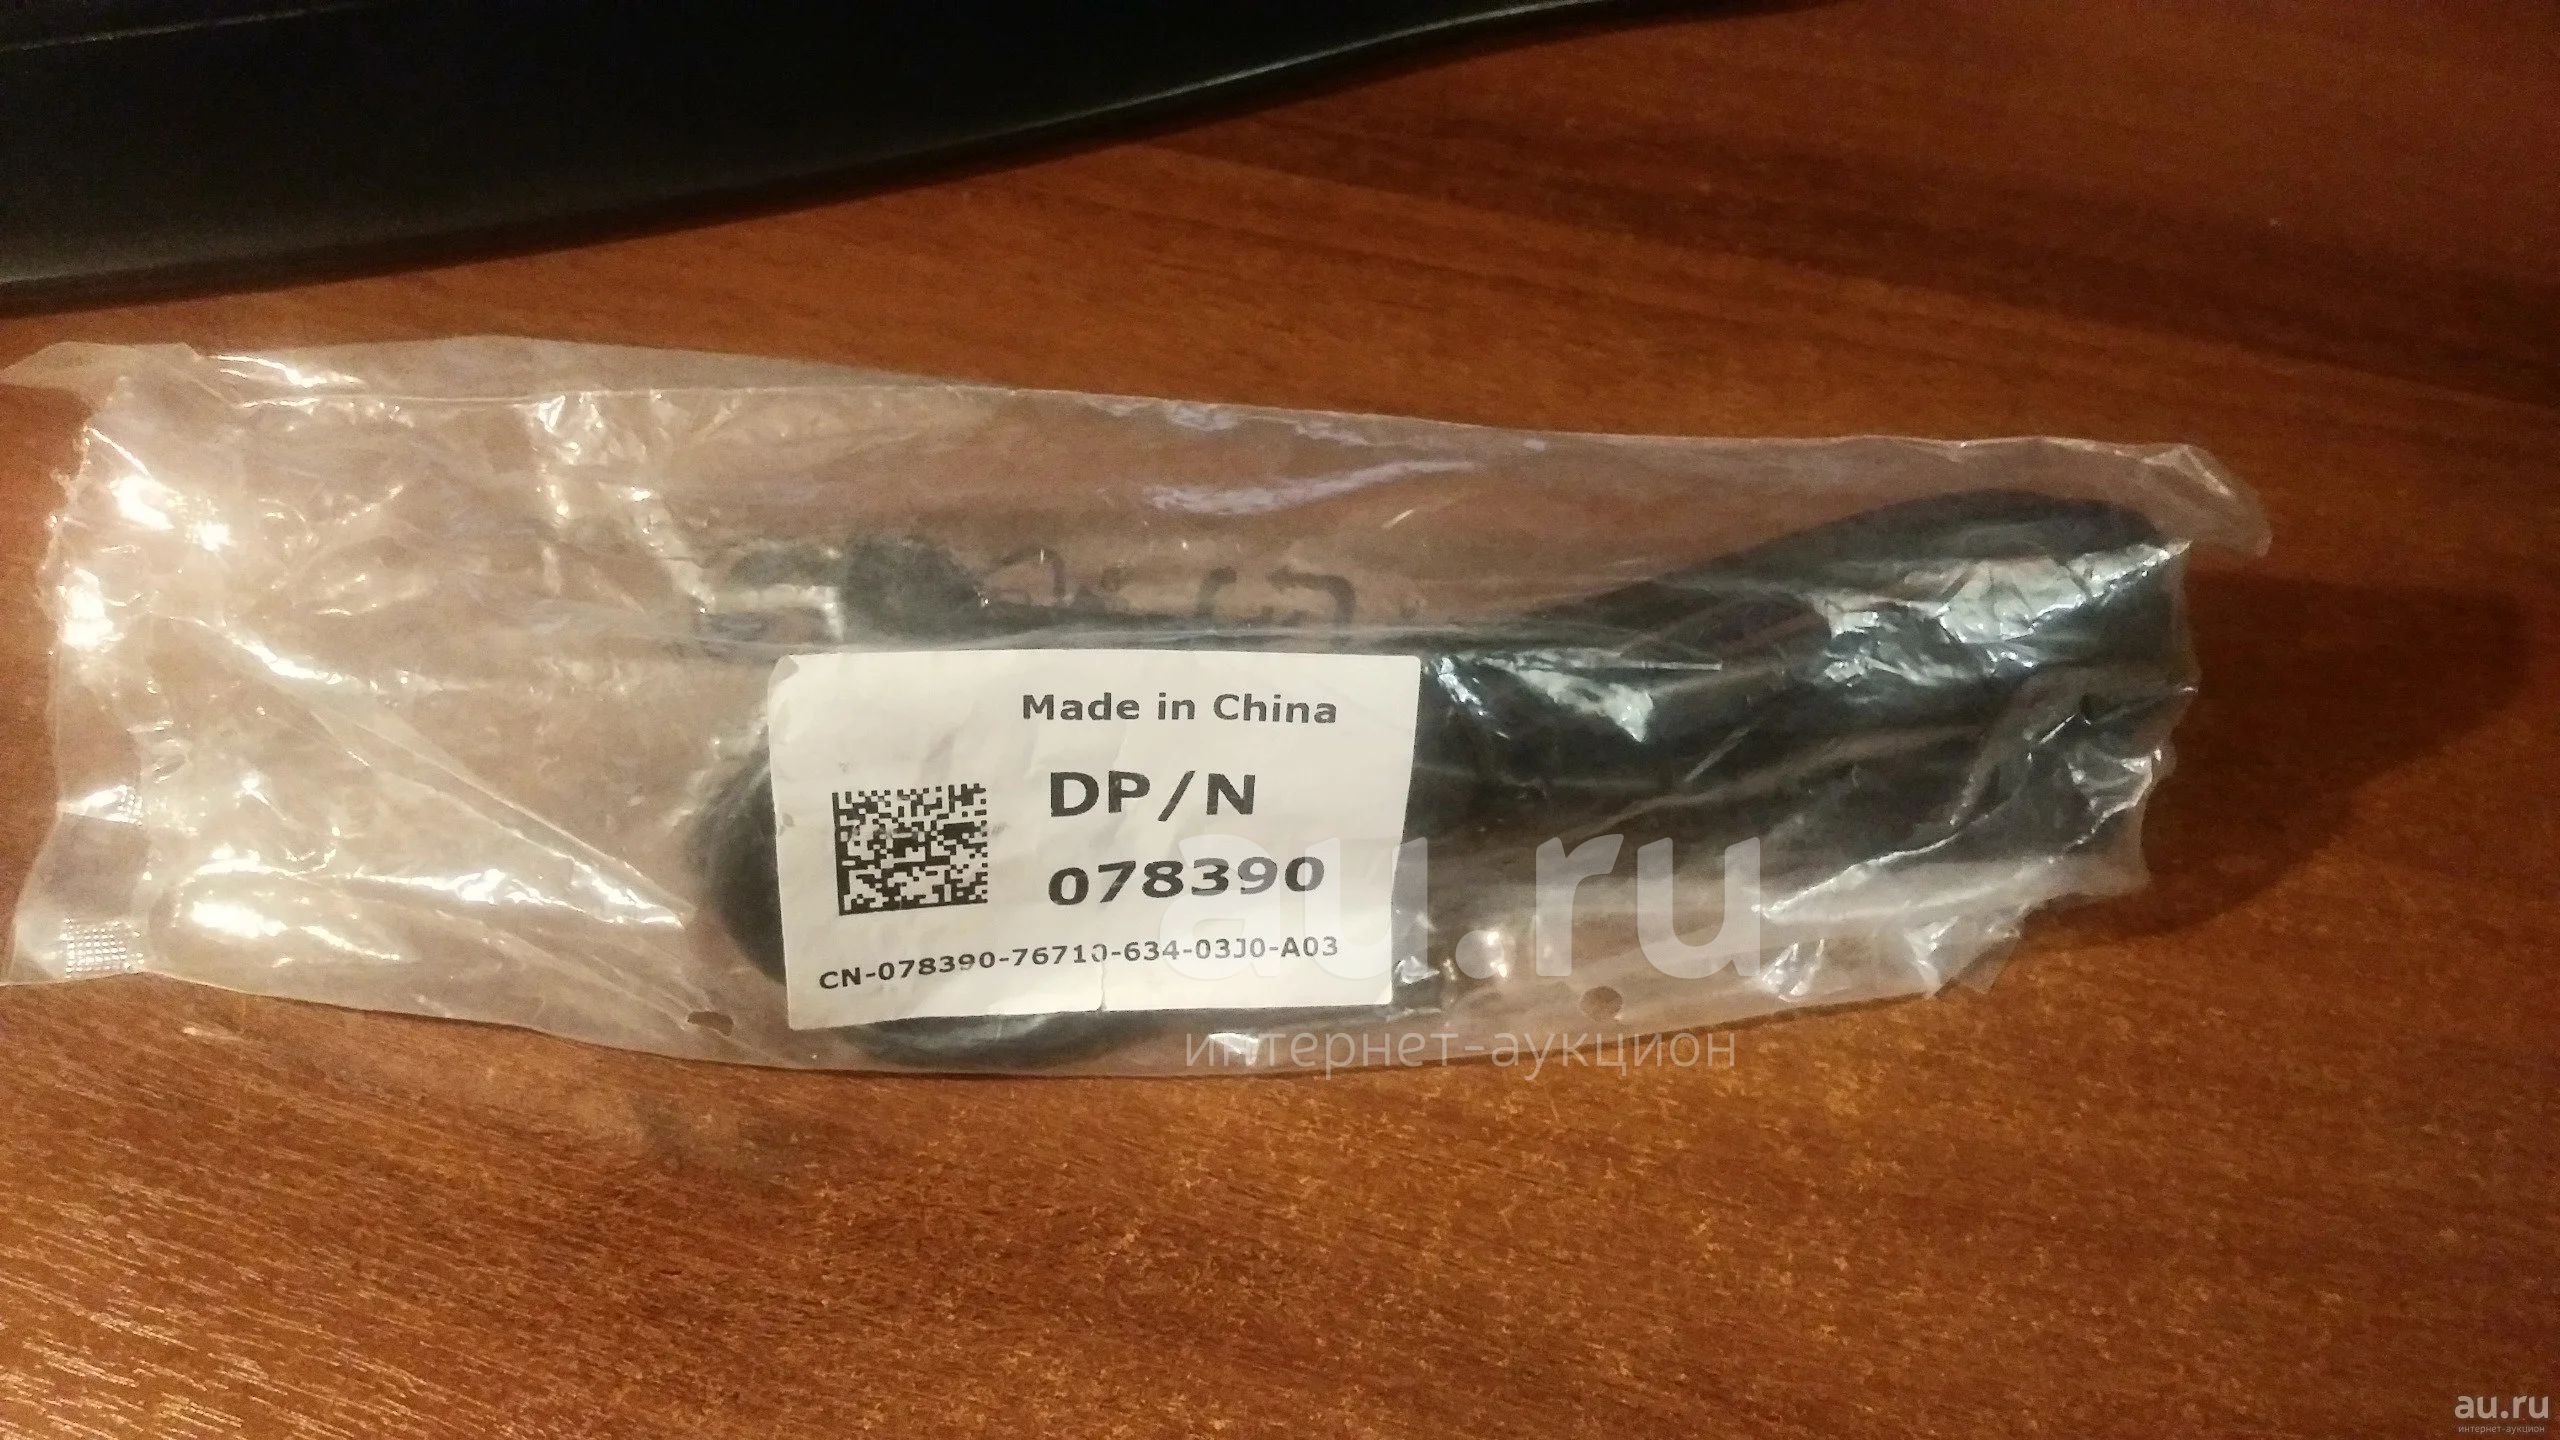 Made in China
DP/N
078390
CN-078390-76710-634-03J0-A03
au.ru
интернет-аукцион
au.ru
интернет-аукцион